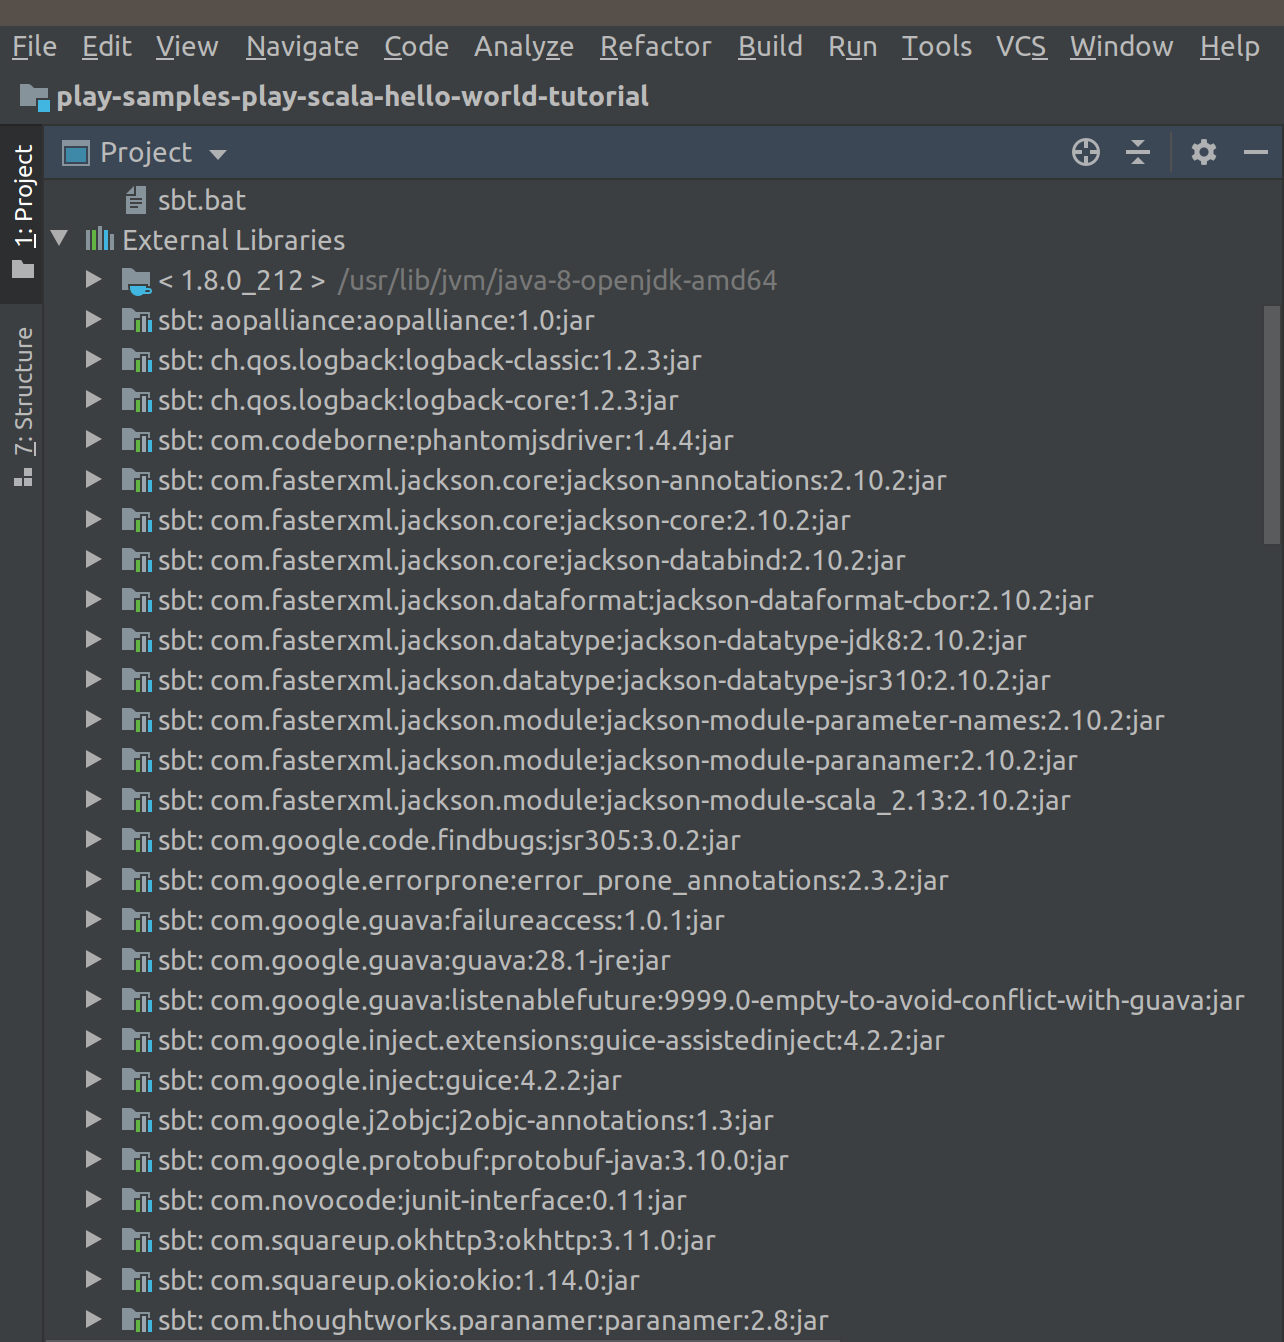 File Edit View Navigate Code Analyze Refactor Build Run Tools VCS Window Help
play-samples-play-scala-hello-world-tutorial
1: Project
7: Structure
Project
sbt.bat
External Libraries
< 1.8.0_212 > /usr/lib/jvm/java-8-openjdk-amd64
sbt: aopalliance:aopalliance:1.0:jar
sbt: ch.qos.logback:logback-classic:1.2.3:jar
sbt: ch.qos.logback:logback-core:1.2.3:jar
sbt: com.codeborne:phantomjsdriver:1.4.4:jar
sbt: com.fasterxml.jackson.core:jackson-annotations:2.10.2:jar
sbt: com.fasterxml.jackson.core:jackson-core:2.10.2:jar
sbt: com.fasterxml.jackson.core:jackson-databind:2.10.2:jar
sbt: com.fasterxml.jackson.dataformat:jackson-dataformat-cbor:2.10.2:jar
sbt: com.fasterxml.jackson.datatype:jackson-datatype-jdk8:2.10.2:jar
sbt: com.fasterxml.jackson.datatype:jackson-datatype-jsr310:2.10.2:jar
sbt: com.fasterxml.jackson.module:jackson-module-parameter-names:2.10.2:jar
sbt: com.fasterxml.jackson.module:jackson-module-paranamer:2.10.2:jar
sbt: com.fasterxml.jackson.module:jackson-module-scala_2.13:2.10.2:jar
sbt: com.google.code.findbugs:jsr305:3.0.2:jar
sbt: com.google.errorprone:error_prone_annotations:2.3.2:jar
sbt: com.google.guava:failureaccess:1.0.1:jar
sbt: com.google.guava:guava:28.1-jre:jar
sbt: com.google.guava:listenablefuture:9999.0-empty-to-avoid-conflict-with-guava:jar
sbt: com.google.inject.extensions:guice-assistedinject:4.2.2:jar
sbt: com.google.inject:guice:4.2.2:jar
sbt: com.google.j2objc:j2objc-annotations:1.3:jar
sbt: com.google.protobuf:protobuf-java:3.10.0:jar
sbt: com.novocode:junit-interface:0.11:jar
sbt: com.squareup.okhttp3:okhttp:3.11.0:jar
sbt: com.squareup.okio:okio:1.14.0:jar
sbt: com.thoughtworks.paranamer:paranamer:2.8:jar